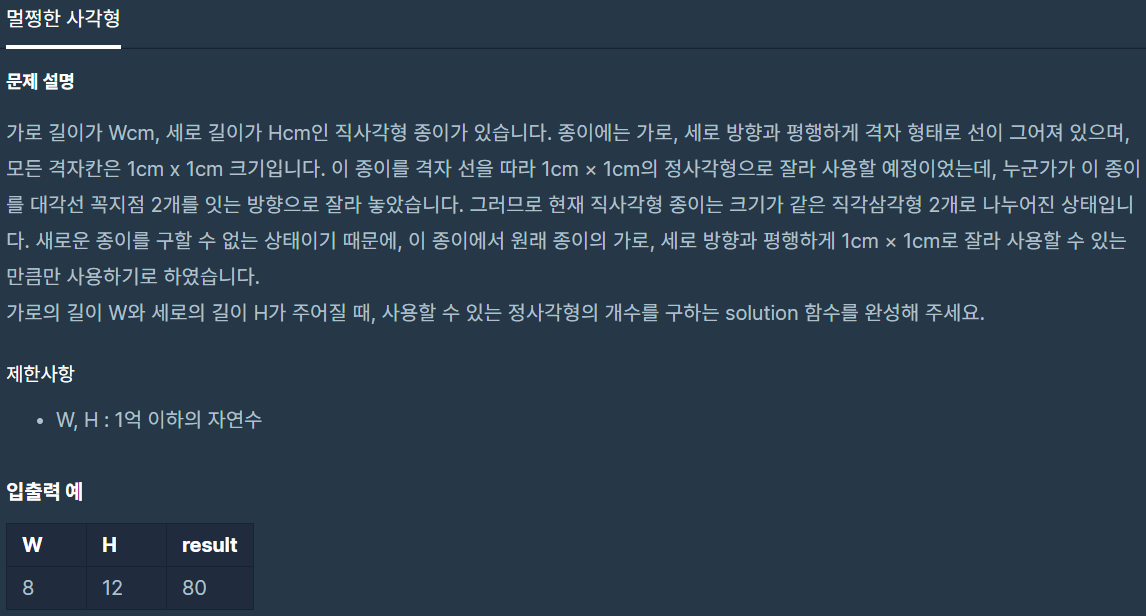 멀쩡한 사각형
문제 설명
가로 길이가 Wcm, 세로 길이가 Hcm인 직사각형 종이가 있습니다. 종이에는 가로, 세로 방향과 평행하게 격자 형태로 선이 그어져 있으며,
모든 격자칸은 1cm x 1cm 크기입니다. 이 종이를 격자 선을 따라 1cm × 1cm의 정사각형으로 잘라 사용할 예정이었는데, 누군가가 이 종이
를 대각선 꼭지점 2개를 잇는 방향으로 잘라 놓았습니다. 그러므로 현재 직사각형 종이는 크기가 같은 직각삼각형 2개로 나누어진 상태입니
다. 새로운 종이를 구할 수 없는 상태이기 때문에, 이 종이에서 원래 종이의 가로, 세로 방향과 평행하게 1cm × 1cm로 잘라 사용할 수 있는
만큼만 사용하기로 하였습니다.
가로의 길이 W와 세로의 길이 H가 주어질 때, 사용할 수 있는 정사각형의 개수를 구하는 solution 함수를 완성해 주세요.
제한사항
• W, H : 1억 이하의 자연수
입출력 예
W H result
8 12 80